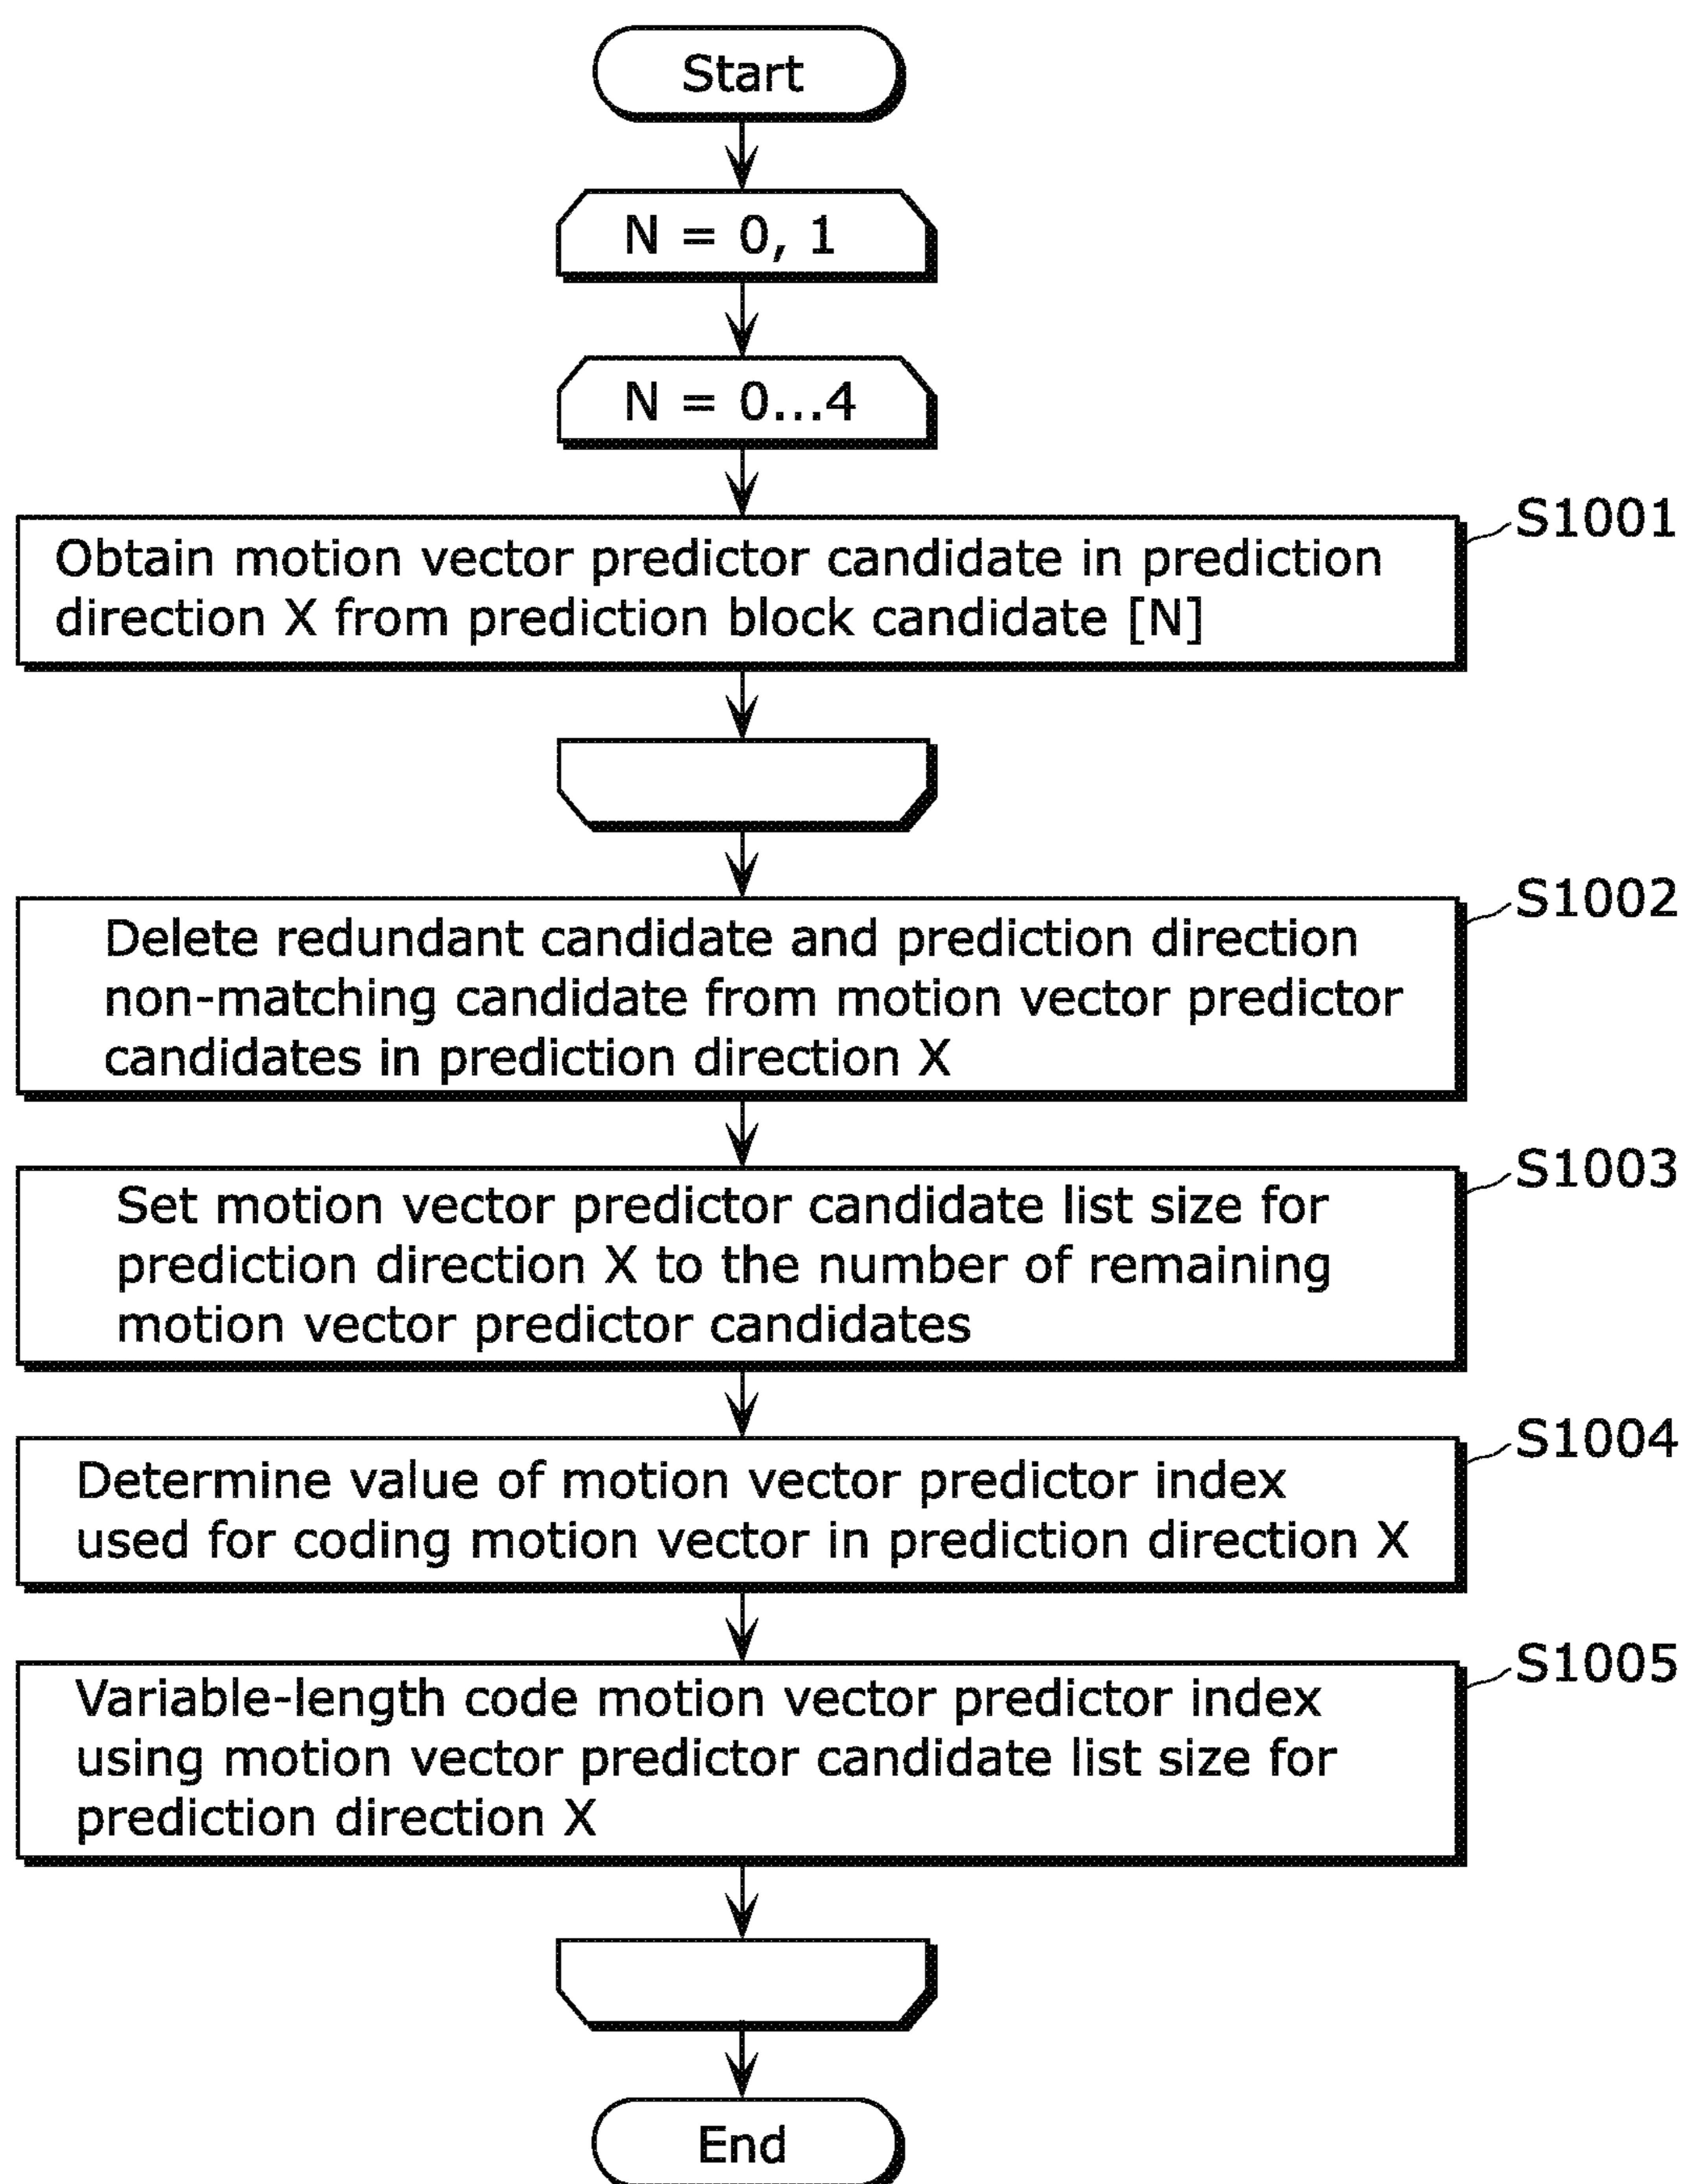 Start
N = 0, 1
N = 0...4
S1001
Obtain motion vector predictor candidate in prediction
direction X from prediction block candidate [N]
S1002
Delete redundant candidate and prediction direction
non-matching candidate from motion vector predictor
candidates in prediction direction X
S1003
Set motion vector predictor candidate list size for
prediction direction X to the number of remaining
motion vector predictor candidates
S1004
Determine value of motion vector predictor index
used for coding motion vector in prediction direction X
S1005
Variable-length code motion vector predictor index
using motion vector predictor candidate list size for
prediction direction X
End